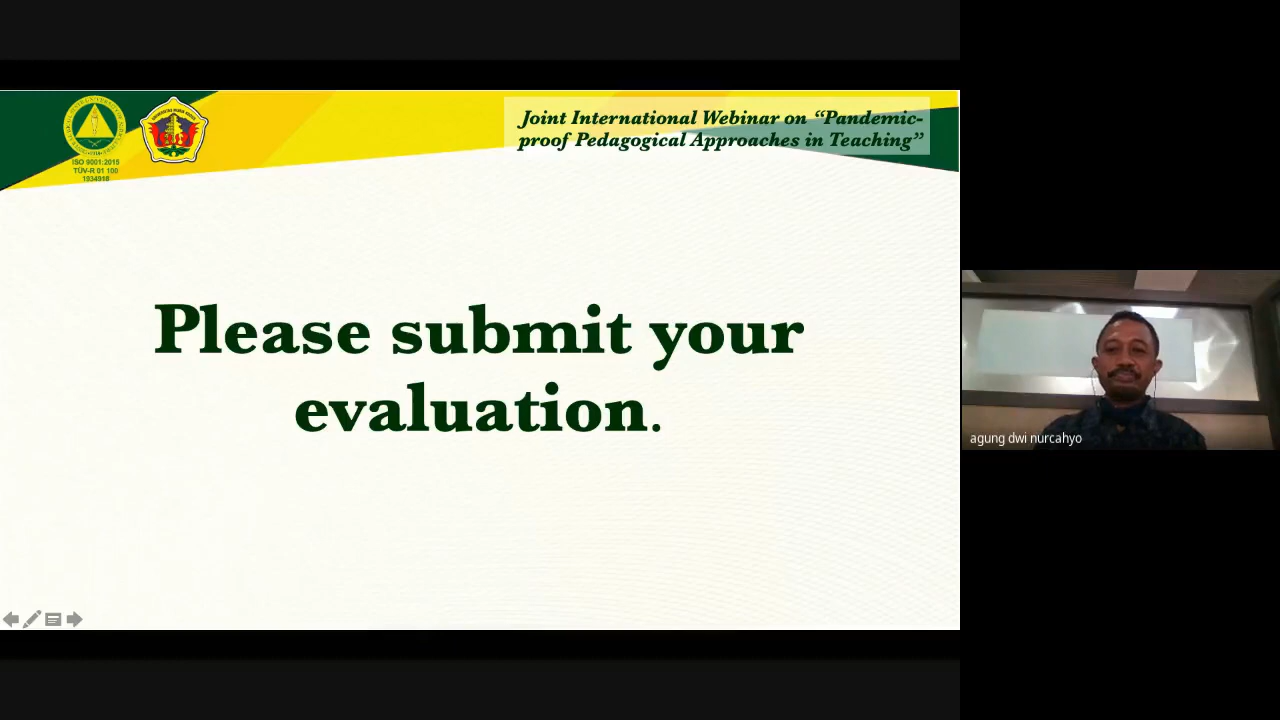 ISO 9001:2015
TÜV-R 01 100
1934918
Joint International Webinar on “Pandemic-
proof Pedagogical Approaches in Teaching”
Please submit your
evaluation.
agung dwi nurcahyo